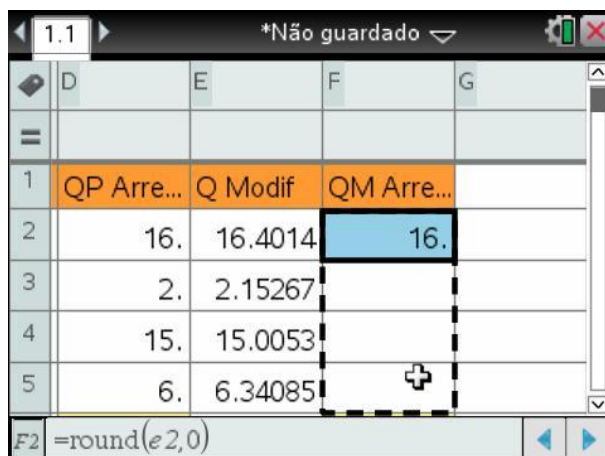 1.1 *Não guardado
D E F G
=
1 QP Arre... Q Modif QM Arre...
2 16. 16.4014 16.
3 2. 2.15267
4 15. 15.0053
5 6. 6.34085
F2 =round(e2,0)